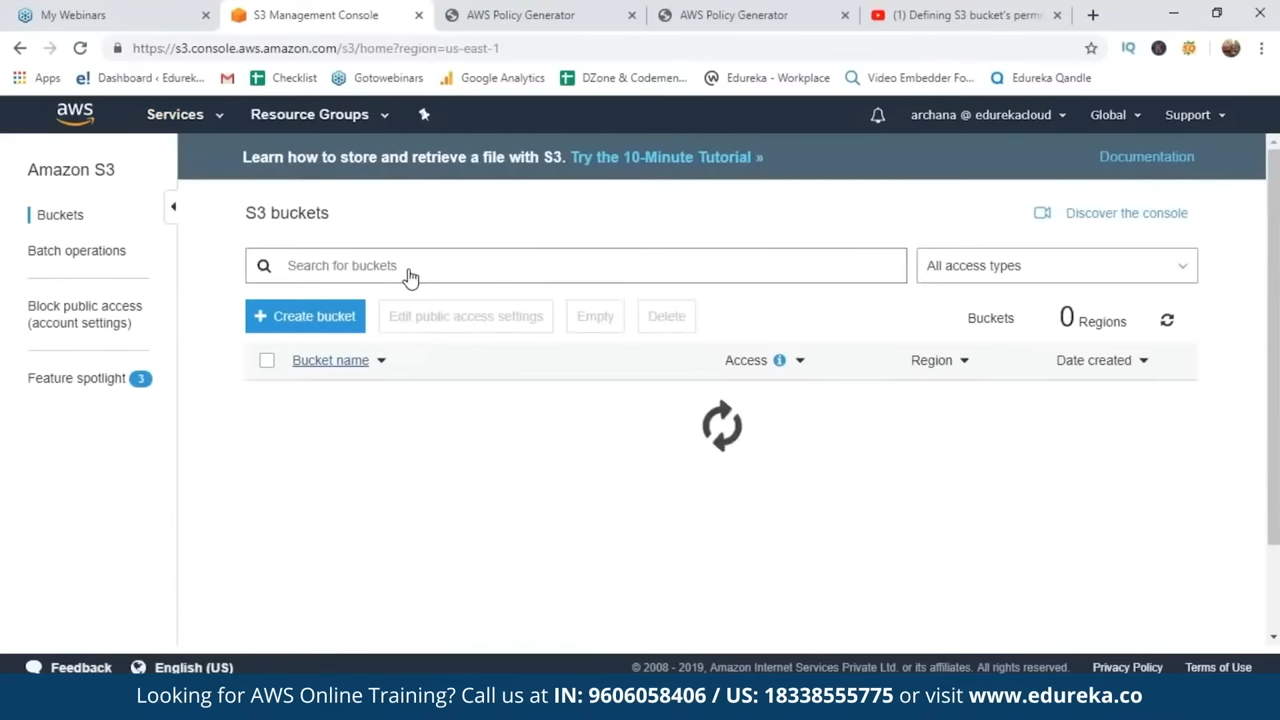 My Webinars
S3 Management Console
AWS Policy Generator
AWS Policy Generator
(1) Defining S3 bucket's perm
https://s3.console.aws.amazon.com/s3/home?region=us-east-1
IQ
Apps
Dashboard ‹ Edurek...
Checklist
Gotowebinars
Google Analytics
DZone & Codemen...
Edureka - Workplace
Video Embedder Fo...
Edureka Qandle
aws
Services
Resource Groups
archana @ edurekacloud
Global
Support
Amazon S3
Buckets
Batch operations
Block public access
(account settings)
Feature spotlight 3
Learn how to store and retrieve a file with S3. Try the 10-Minute Tutorial »
Documentation
S3 buckets
Discover the console
Search for buckets
All access types
Create bucket
Edit public access settings
Empty
Delete
Buckets
0 Regions
Bucket name
Access
Region
Date created
Feedback
English (US)
© 2008 - 2019, Amazon Internet Services Private Ltd. or its affiliates. All rights reserved.
Privacy Policy
Terms of Use
Looking for AWS Online Training? Call us at IN: 9606058406 / US: 18338555775 or visit www.edureka.co